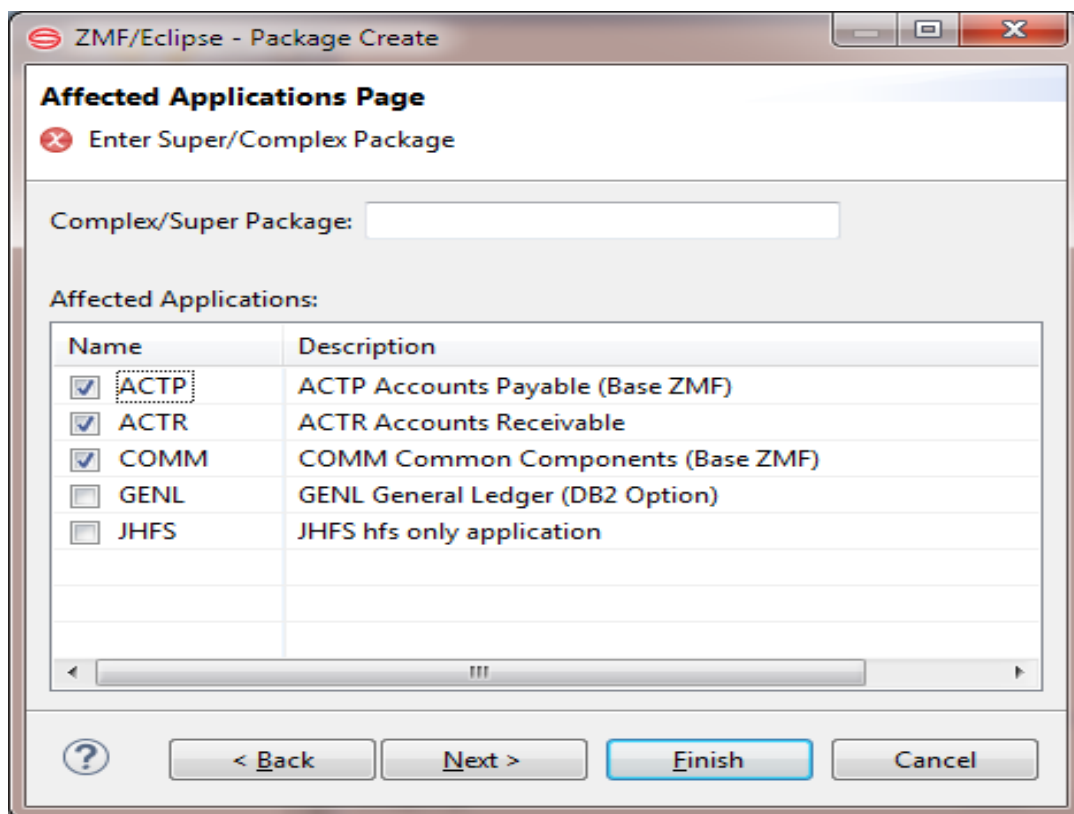 ZMF/Eclipse - Package Create
Affected Applications Page
Enter Super/Complex Package
Complex/Super Package:
Affected Applications:
Name Description
ACTP ACTP Accounts Payable (Base ZMF)
ACTR ACTR Accounts Receivable
COMM COMM Common Components (Base ZMF)
GENL GENL General Ledger (DB2 Option)
JHFS JHFS hfs only application
? < Back Next > Finish Cancel